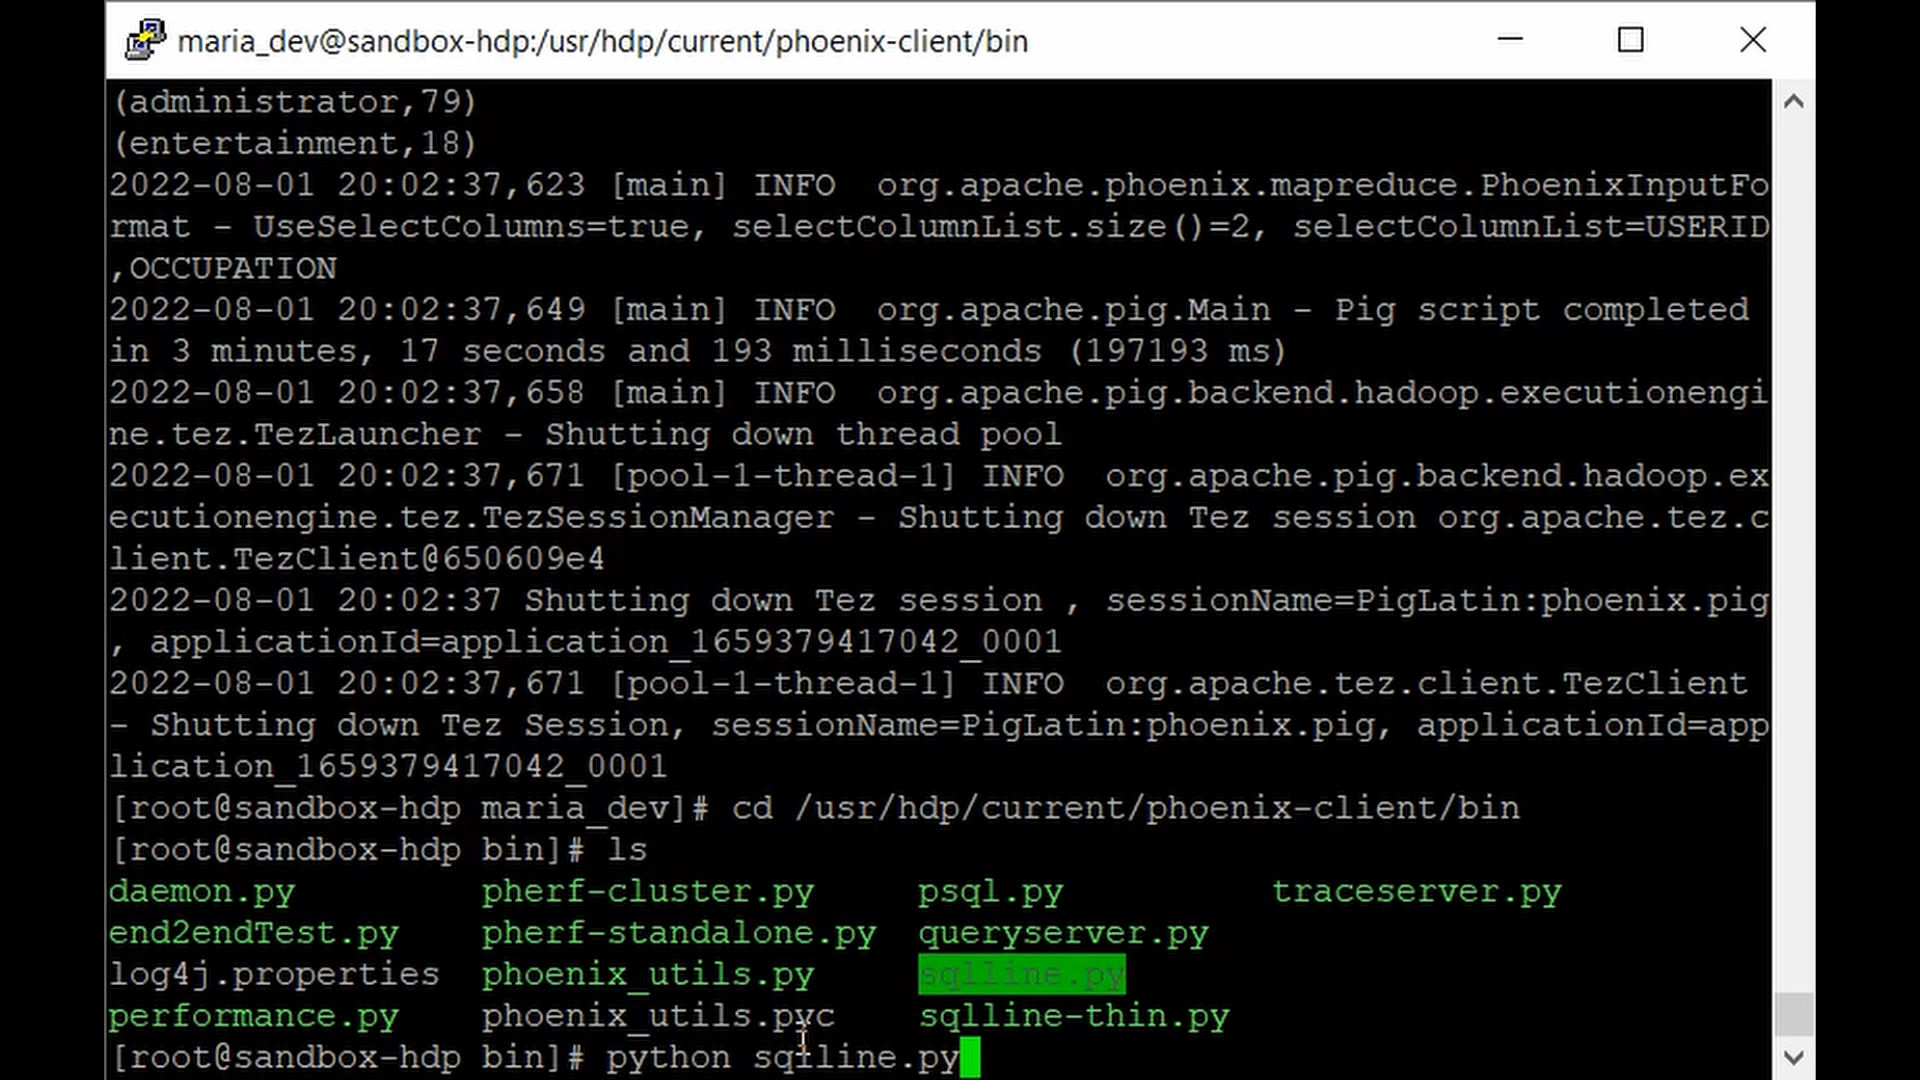 maria_dev@sandbox-hdp:/usr/hdp/current/phoenix-client/bin
(administrator,79)
(entertainment,18)
2022-08-01 20:02:37,623 [main] INFO  org.apache.phoenix.mapreduce.PhoenixInputFo
rmat - UseSelectColumns=true, selectColumnList.size()=2, selectColumnList=USERID
,OCCUPATION
2022-08-01 20:02:37,649 [main] INFO  org.apache.pig.Main - Pig script completed
in 3 minutes, 17 seconds and 193 milliseconds (197193 ms)
2022-08-01 20:02:37,658 [main] INFO  org.apache.pig.backend.hadoop.executionengi
ne.tez.TezLauncher - Shutting down thread pool
2022-08-01 20:02:37,671 [pool-1-thread-1] INFO  org.apache.pig.backend.hadoop.ex
ecutionengine.tez.TezSessionManager - Shutting down Tez session org.apache.tez.c
lient.TezClient@650609e4
2022-08-01 20:02:37 Shutting down Tez session , sessionName=PigLatin:phoenix.pig
, applicationId=application_1659379417042_0001
2022-08-01 20:02:37,671 [pool-1-thread-1] INFO  org.apache.tez.client.TezClient
- Shutting down Tez Session, sessionName=PigLatin:phoenix.pig, applicationId=app
lication_1659379417042_0001
[root@sandbox-hdp maria_dev]# cd /usr/hdp/current/phoenix-client/bin
[root@sandbox-hdp bin]# ls
daemon.py         pherf-cluster.py     psql.py          traceserver.py
end2endTest.py    pherf-standalone.py  queryserver.py
log4j.properties  phoenix_utils.py     sqlline.py
performance.py    phoenix_utils.pyc    sqlline-thin.py
[root@sandbox-hdp bin]# python sqlline.py